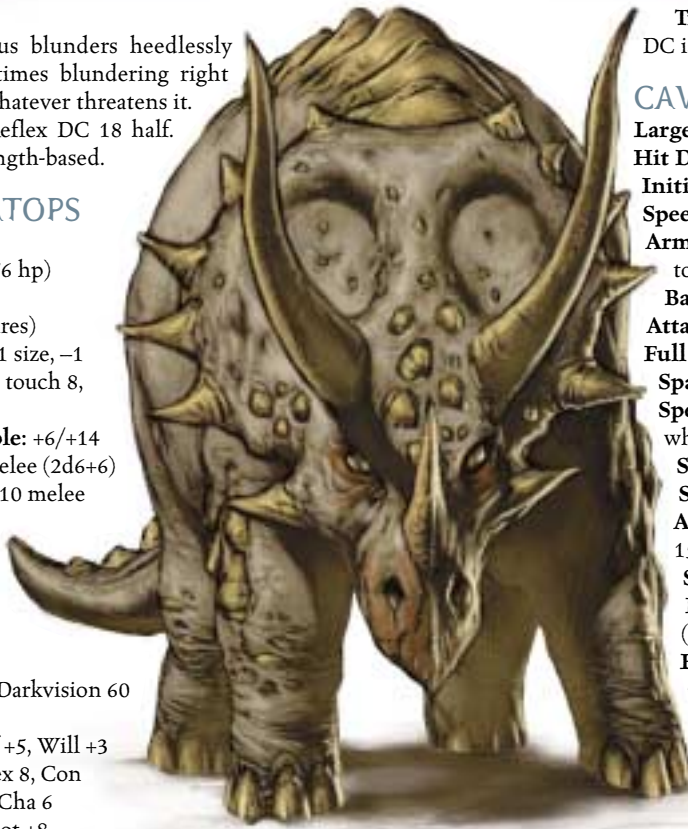 us blunders heedlessly
times blundering right
hatever threatens it.
eflex DC 18 half.
ngth-based.
ATOPS
6 hp)
res)
1 size, –1
touch 8,
ble: +6/+14
elee (2d6+6)
10 melee
Darkvision 60
+5, Will +3
ex 8, Con
Cha 6
DC i
CAV
Large
Hit D
Initi
Spee
Arm
to
Ba
Atta
Full
Spa
Spe
wh
S
S
A
S
(